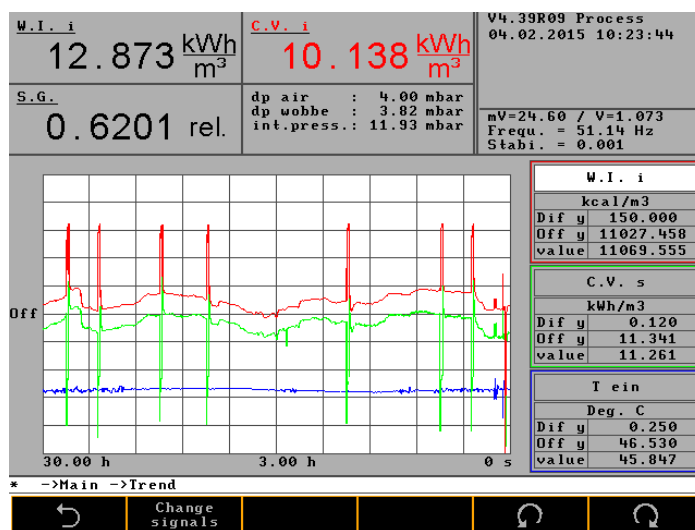 W.I. i
12.873 kWh/m³
C.V. i
10.138 kWh/m³
V4.39R09 Process
04.02.2015 10:23:44
S.G.
0.6201 rel.
dp air : 4.00 mbar
dp wobbe : 3.82 mbar
int.press.: 11.93 mbar
mV=24.60 / V=1.073
Frequ. = 51.14 Hz
Stabi. = 0.001
Off
30.00 h 3.00 h 0 s
W.I. i
kcal/m3
Dif y 150.000
Off y 11027.458
value 11069.555
C.V. s
kWh/m3
Dif y 0.120
Off y 11.341
value 11.261
T ein
Deg. C
Dif y 0.250
Off y 46.530
value 45.847
* ->Main ->Trend
Change
signals